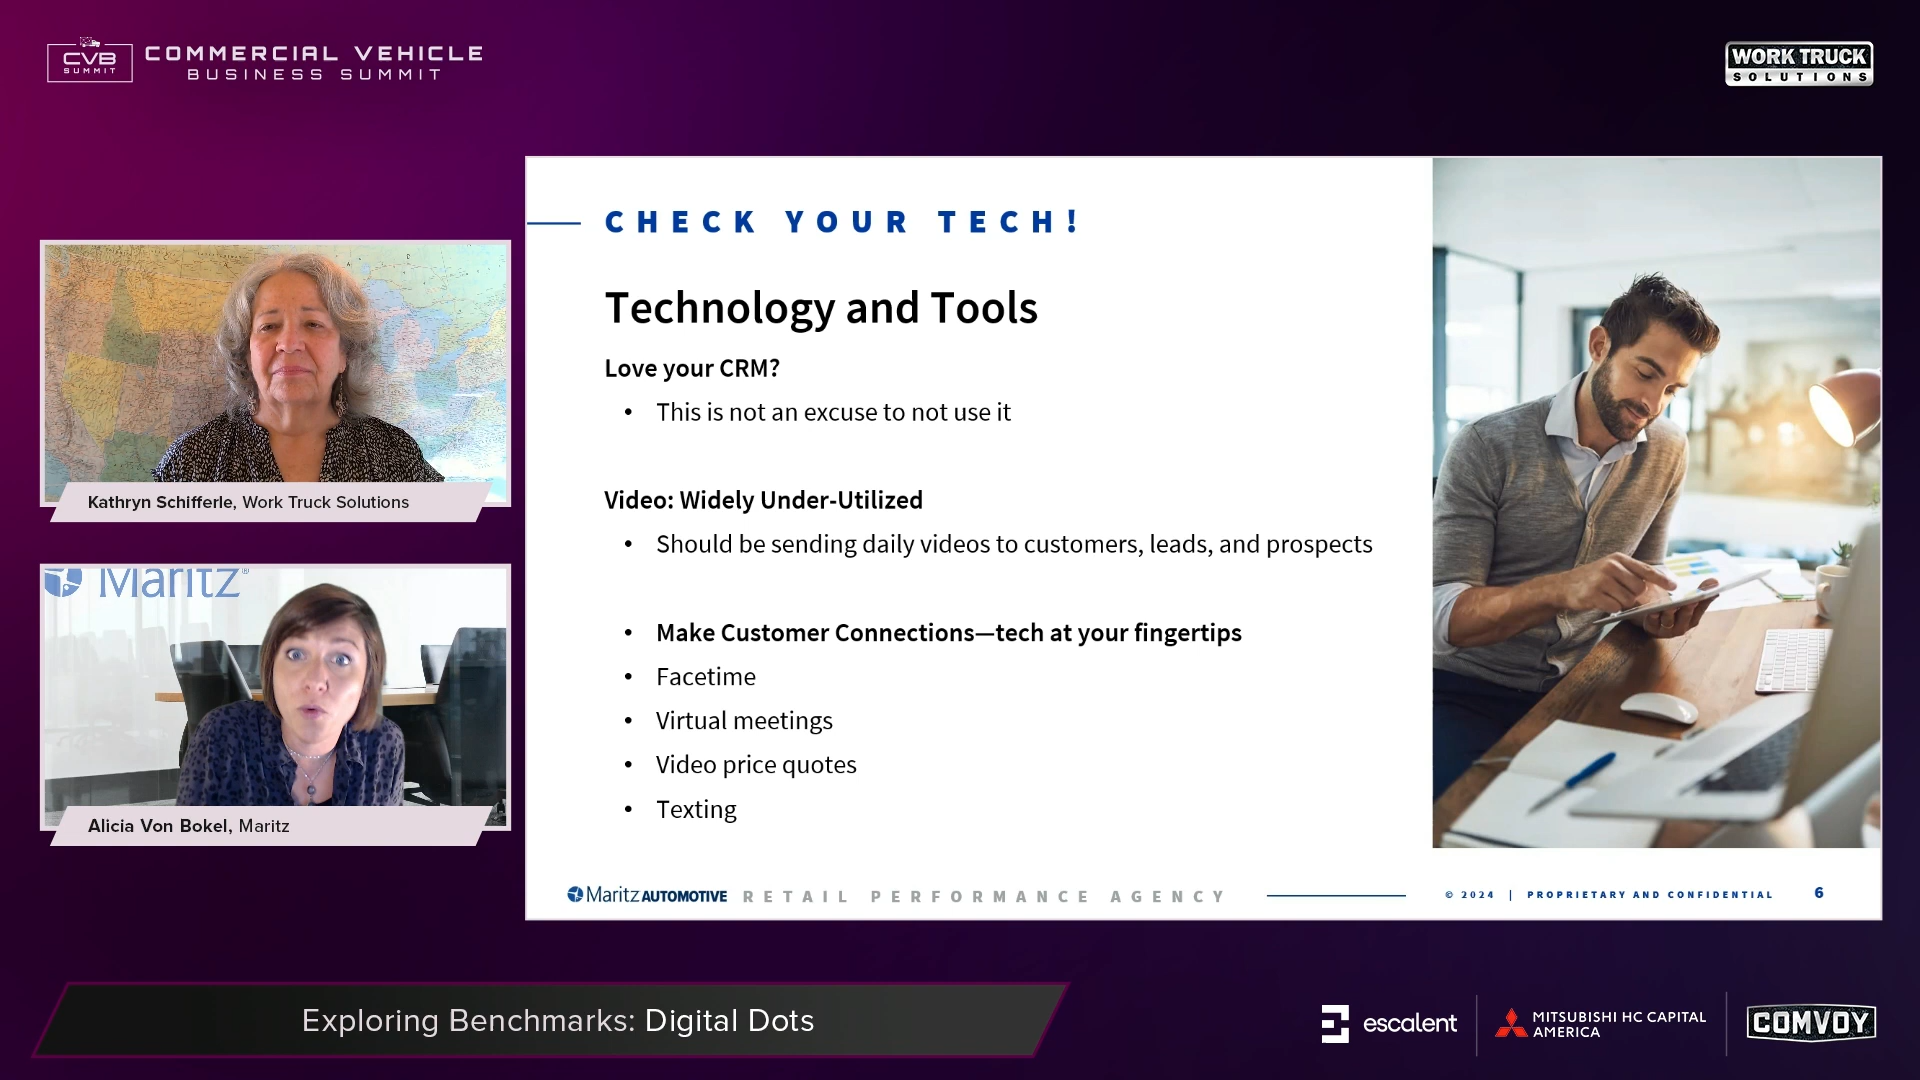 CVB
SUMMIT
COMMERCIAL VEHICLE
BUSINESS SUMMIT
WORK TRUCK
SOLUTIONS
Kathryn Schifferle, Work Truck Solutions
Maritz®
Alicia Von Bokel, Maritz
CHECK YOUR TECH!
Technology and Tools
Love your CRM?
• This is not an excuse to not use it
Video: Widely Under-Utilized
• Should be sending daily videos to customers, leads, and prospects
• Make Customer Connections—tech at your fingertips
• Facetime
• Virtual meetings
• Video price quotes
• Texting
Maritz AUTOMOTIVE RETAIL PERFORMANCE AGENCY
© 2024 | PROPRIETARY AND CONFIDENTIAL 6
Exploring Benchmarks: Digital Dots
escalent
MITSUBISHI HC CAPITAL
AMERICA
COMVOY